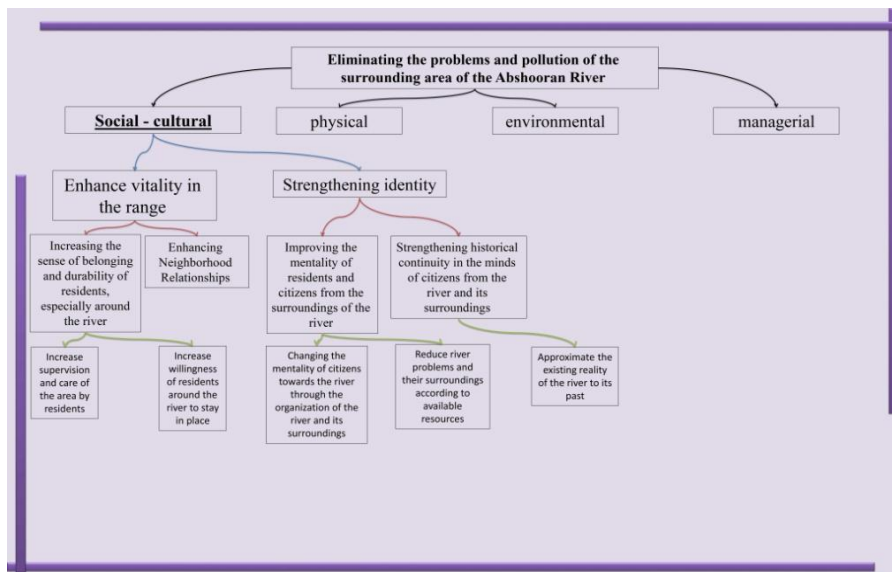 Eliminating the problems and pollution of the
surrounding area of the Abshooran River
Social - cultural
physical
environmental
managerial
Enhance vitality in
the range
Strengthening identity
Increasing the
sense of belonging
and durability of
residents,
especially around
the river
Enhancing
Neighborhood
Relationships
Improving the
mentality of
residents and
citizens from the
surroundings of the
river
Strengthening historical
continuity in the minds
of citizens from the
river and its
surroundings
Increase
supervision
and care of
the area by
residents
Increase
willingness
of residents
around the
river to stay
in place
Changing the
mentality of citizens
towards the river
through the
organization of the
river and its
surroundings
Reduce river
problems and
their surroundings
according to
available
resources
Approximate the
existing reality
of the river to its
past